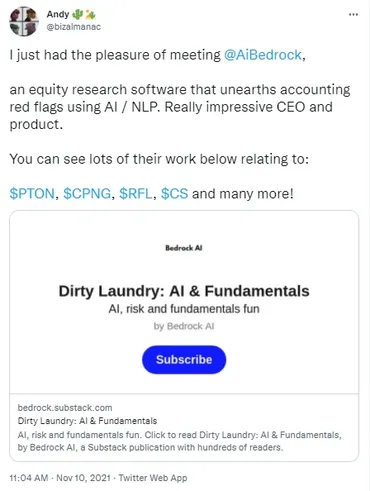 Andy 🌵✨
@bizalmanac
I just had the pleasure of meeting @AiBedrock,
an equity research software that unearths accounting
red flags using AI / NLP. Really impressive CEO and
product.
You can see lots of their work below relating to:
$PTON, $CPNG, $RFL, $CS and many more!
Bedrock AI
Dirty Laundry: AI & Fundamentals
AI, risk and fundamentals fun
by Bedrock AI
Subscribe
bedrock.substack.com
Dirty Laundry: AI & Fundamentals
AI, risk and fundamentals fun. Click to read Dirty Laundry: AI & Fundamentals,
by Bedrock AI, a Substack publication with hundreds of readers.
11:04 AM · Nov 10, 2021 · Twitter Web App